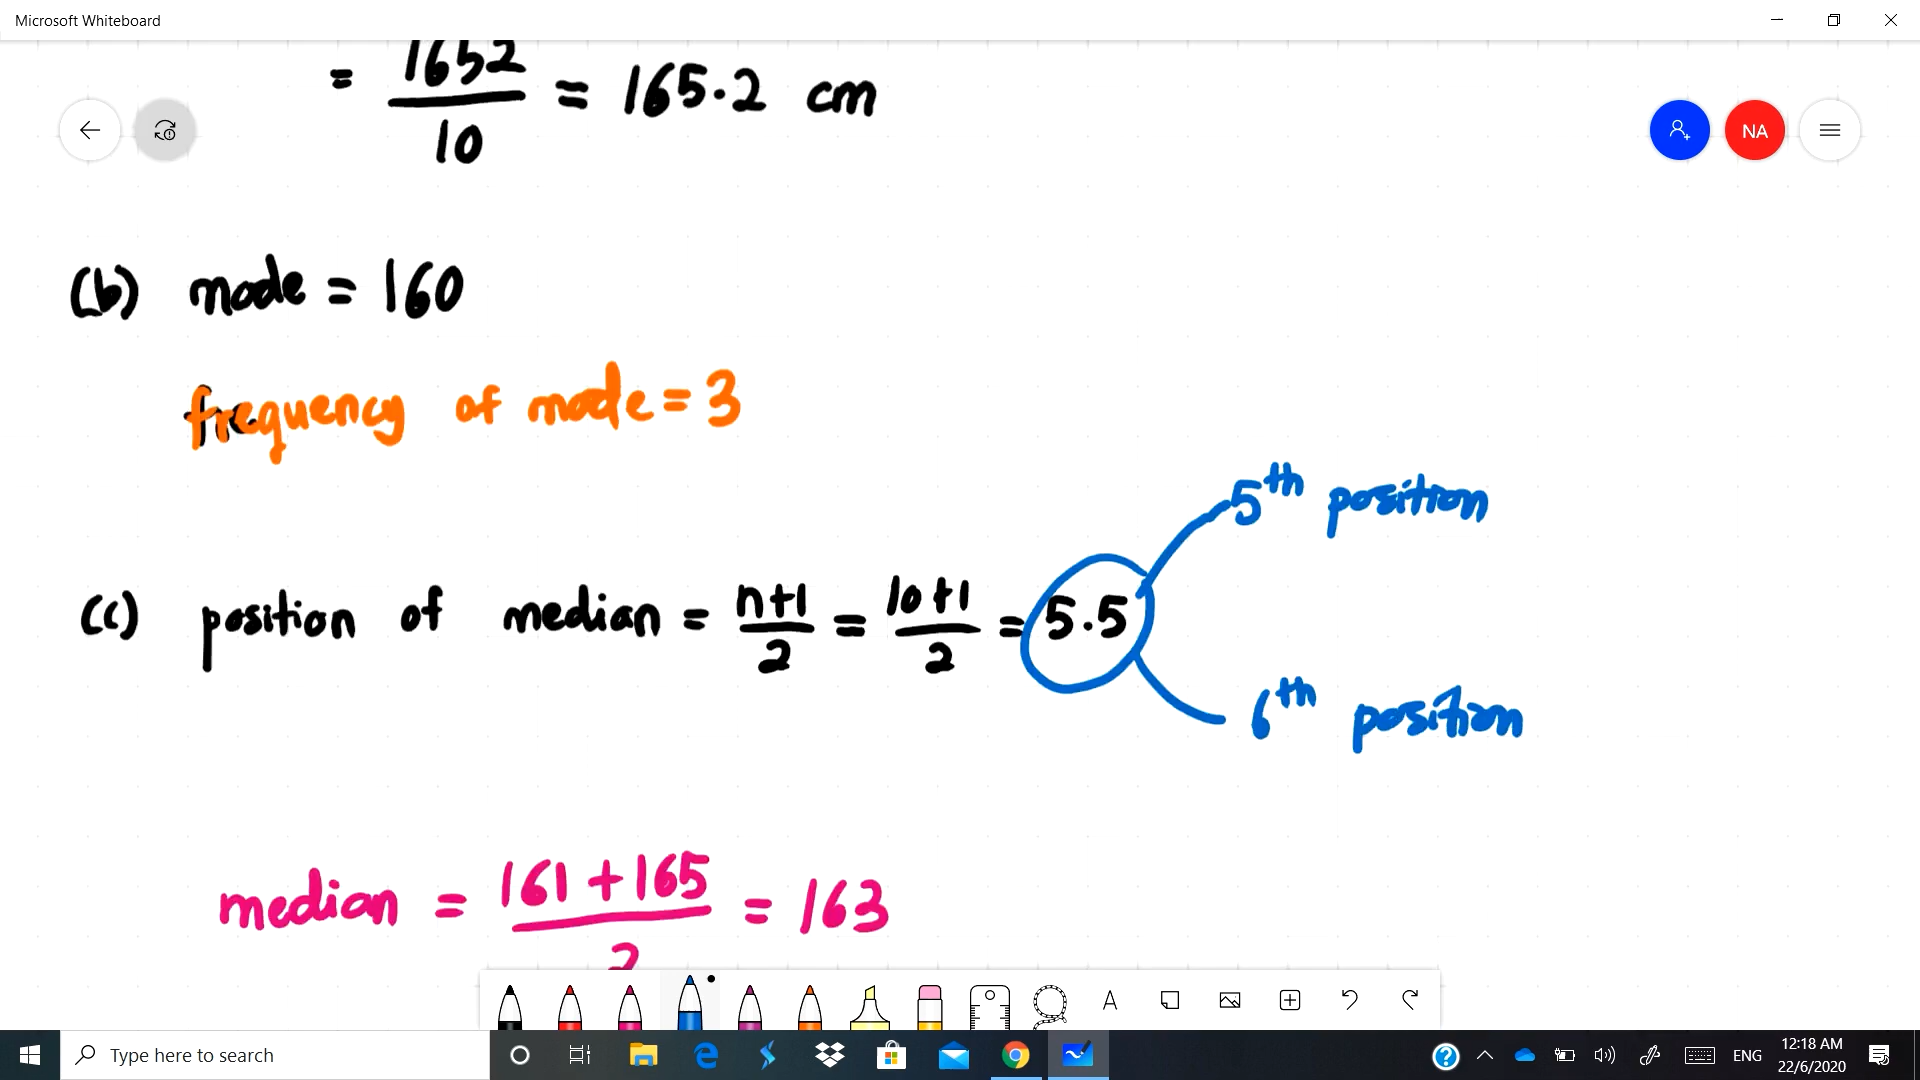 Microsoft Whiteboard
= 1652/10 = 165.2 cm
NA
(b) mode = 160
frequency of mode = 3
5th position
(c) position of median = n+1/2 = 10+1/2 = 5.5
6th position
median = 161+165/2 = 163
Type here to search
ENG
12:18 AM
22/6/2020